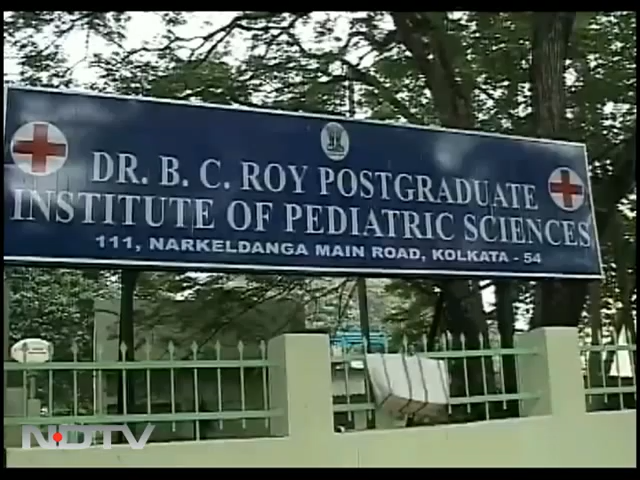 DR. B. C. ROY POSTGRADUATE
INSTITUTE OF PEDIATRIC SCIENCES
111, NARKELDANGA MAIN ROAD, KOLKATA - 54
NDTV